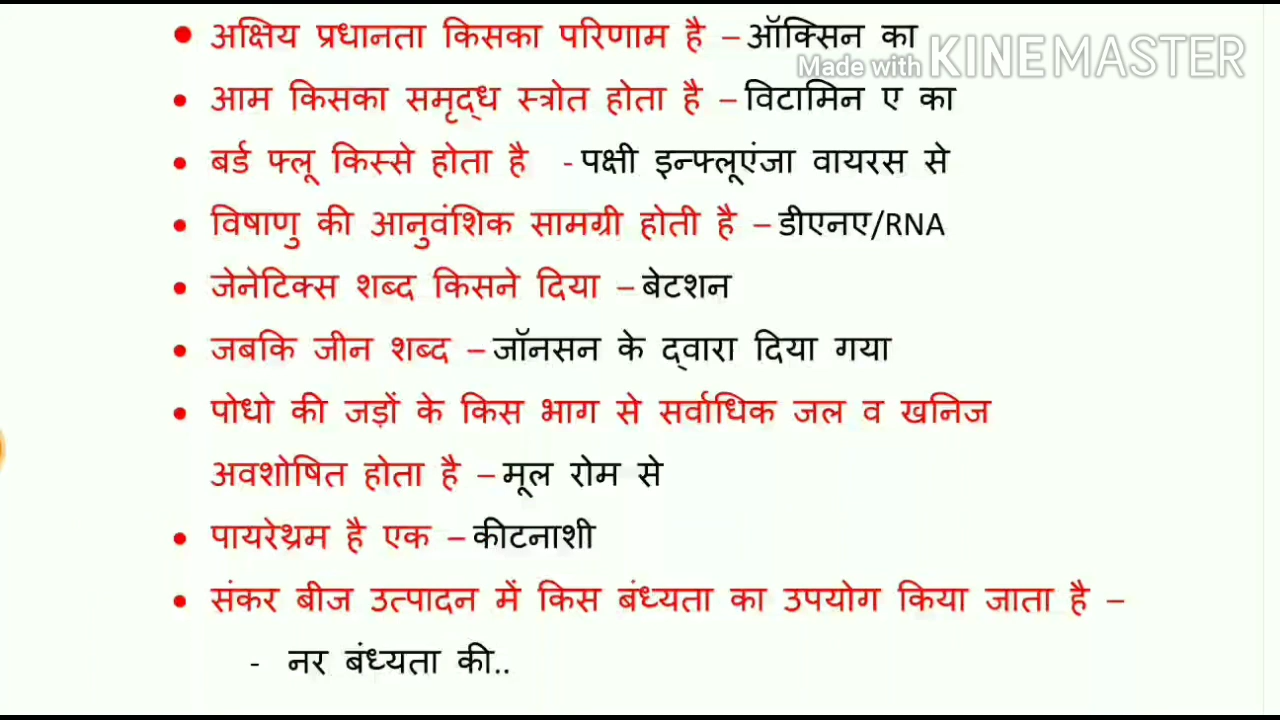 • अक्षिय प्रधानता किसका परिणाम है – ऑक्सिन का
Made with KINEMASTER
• आम किसका समृद्ध स्त्रोत होता है – विटामिन ए का
• बर्ड फ्लू किस्से होता है - पक्षी इन्फ्लूएंजा वायरस से
• विषाणु की आनुवंशिक सामग्री होती है – डीएनए/RNA
• जेनेटिक्स शब्द किसने दिया – बेटशन
• जबकि जीन शब्द – जॉनसन के द्वारा दिया गया
• पोधो की जड़ों के किस भाग से सर्वाधिक जल व खनिज
अवशोषित होता है – मूल रोम से
• पायरेथ्रम है एक – कीटनाशी
• संकर बीज उत्पादन में किस बंध्यता का उपयोग किया जाता है –
- नर बंध्यता की..